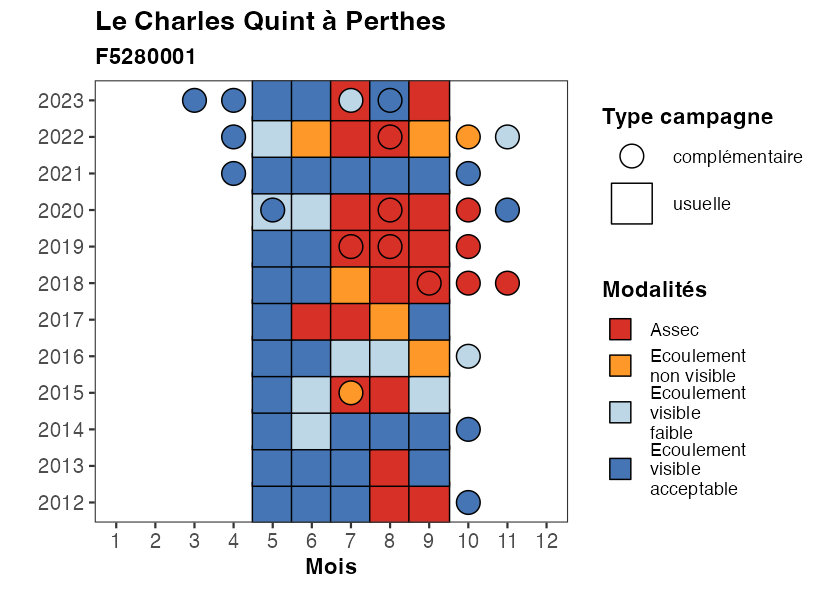 Le Charles Quint à Perthes
F5280001
2023
2022
2021
2020
2019
2018
2017
2016
2015
2014
2013
2012
1 2 3 4 5 6 7 8 9 10 11 12
Mois
Type campagne
complémentaire
usuelle
Modalités
Assec
Ecoulement
non visible
Ecoulement
visible
faible
Ecoulement
visible
acceptable